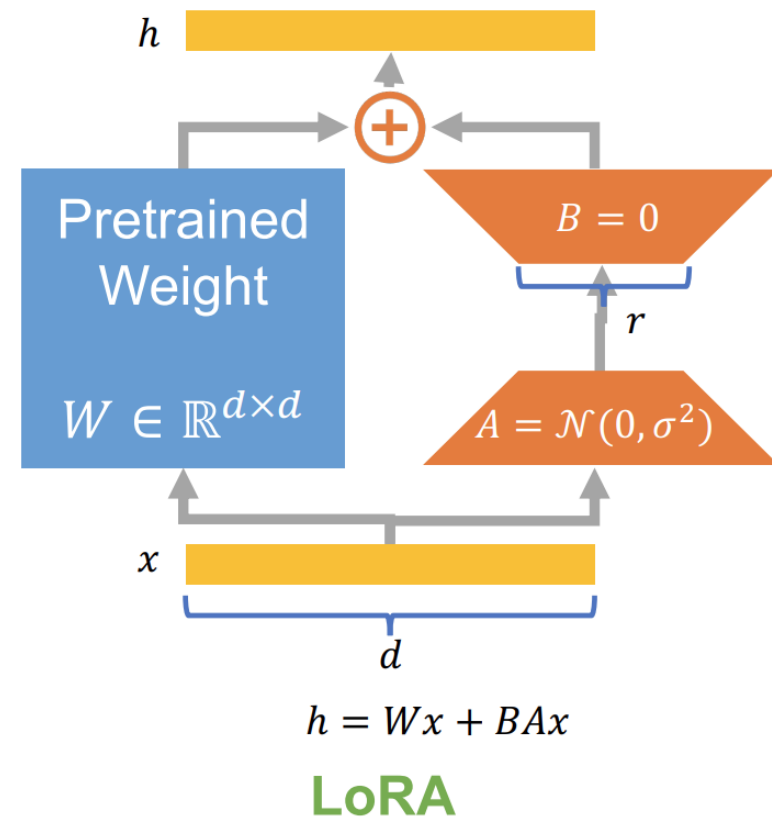 h
Pretrained
Weight
W ∈ ℝ^{d×d}
B = 0
r
A = 𝒩(0, σ²)
x
d
h = Wx + BAx
LoRA